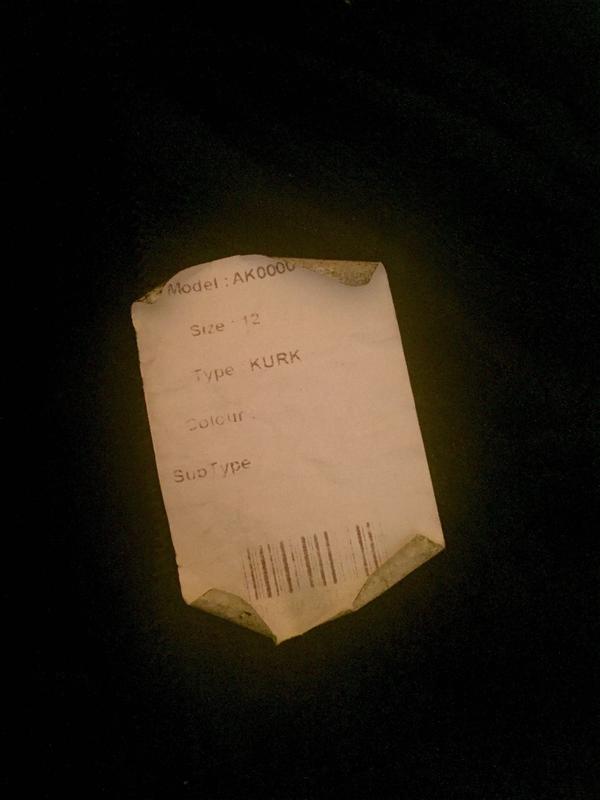 Model : AK0000
Size : 12
Type KURK
Colour :
SubType